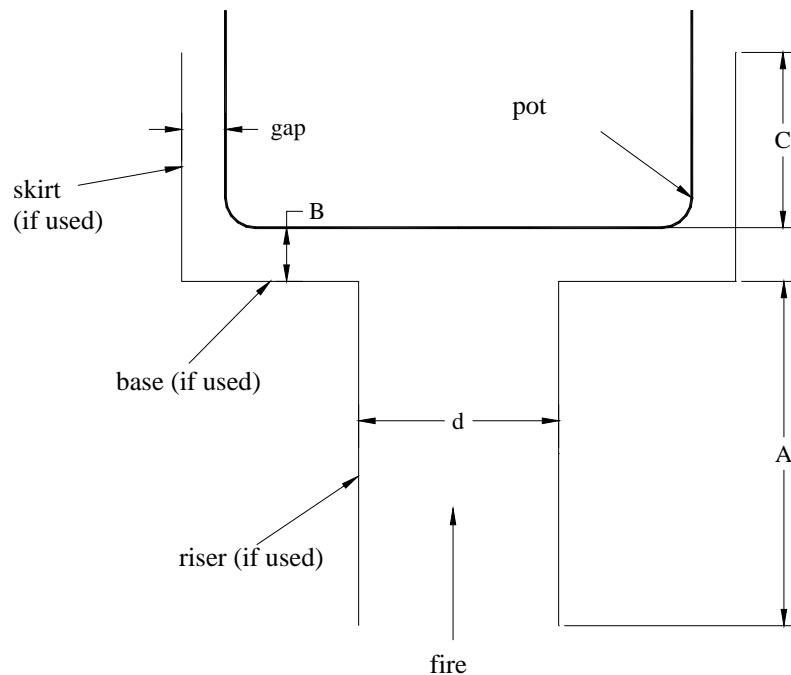 pot
gap
C
skirt
(if used)
B
base (if used)
d
A
riser (if used)
fire